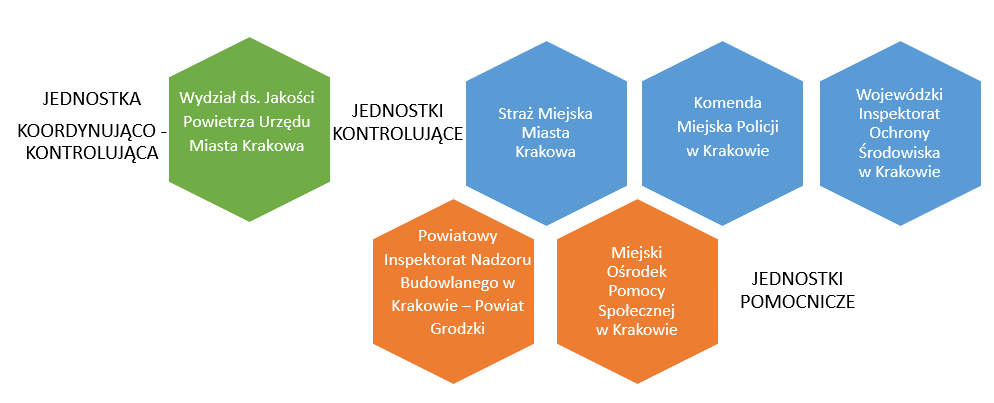 JEDNOSTKA
KOORDYNUJĄCO -
KONTROLUJĄCA
Wydział ds. Jakości
Powietrza Urzędu
Miasta Krakowa
JEDNOSTKI
KONTROLUJĄCE
Straż Miejska
Miasta
Krakowa
Komenda
Miejska Policji
w Krakowie
Wojewódzki
Inspektorat
Ochrony
Środowiska
w Krakowie
Powiatowy
Inspektorat Nadzoru
Budowlanego w
Krakowie – Powiat
Grodzki
Miejski
Ośrodek
Pomocy
Społecznej
w Krakowie
JEDNOSTKI
POMOCNICZE